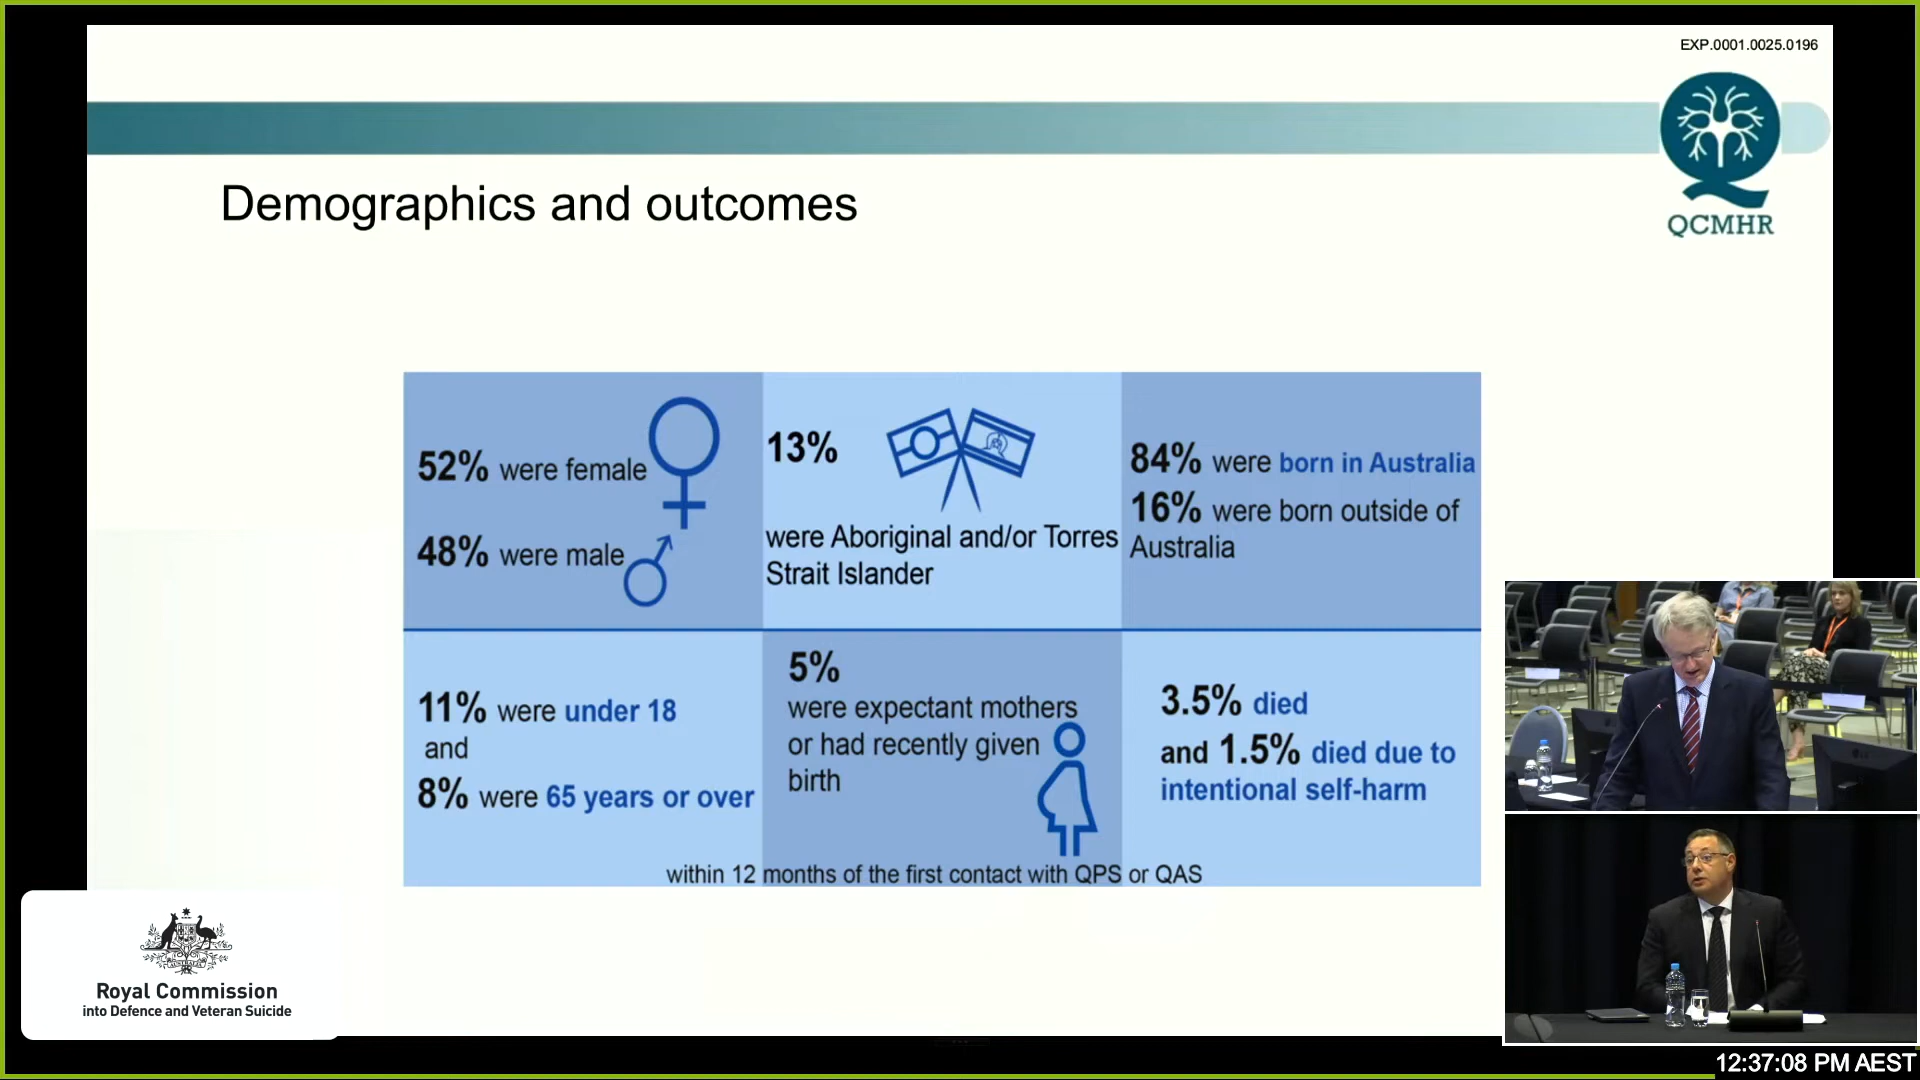 EXP.0001.0025.0196
QCMHR
Demographics and outcomes
52% were female
48% were male
13%
were Aboriginal and/or Torres
Strait Islander
84% were born in Australia
16% were born outside of
Australia
11% were under 18
and
8% were 65 years or over
5%
were expectant mothers
or had recently given
birth
3.5% died
and 1.5% died due to
intentional self-harm
within 12 months of the first contact with QPS or QAS
Royal Commission
into Defence and Veteran Suicide
12:37:08 PM AEST